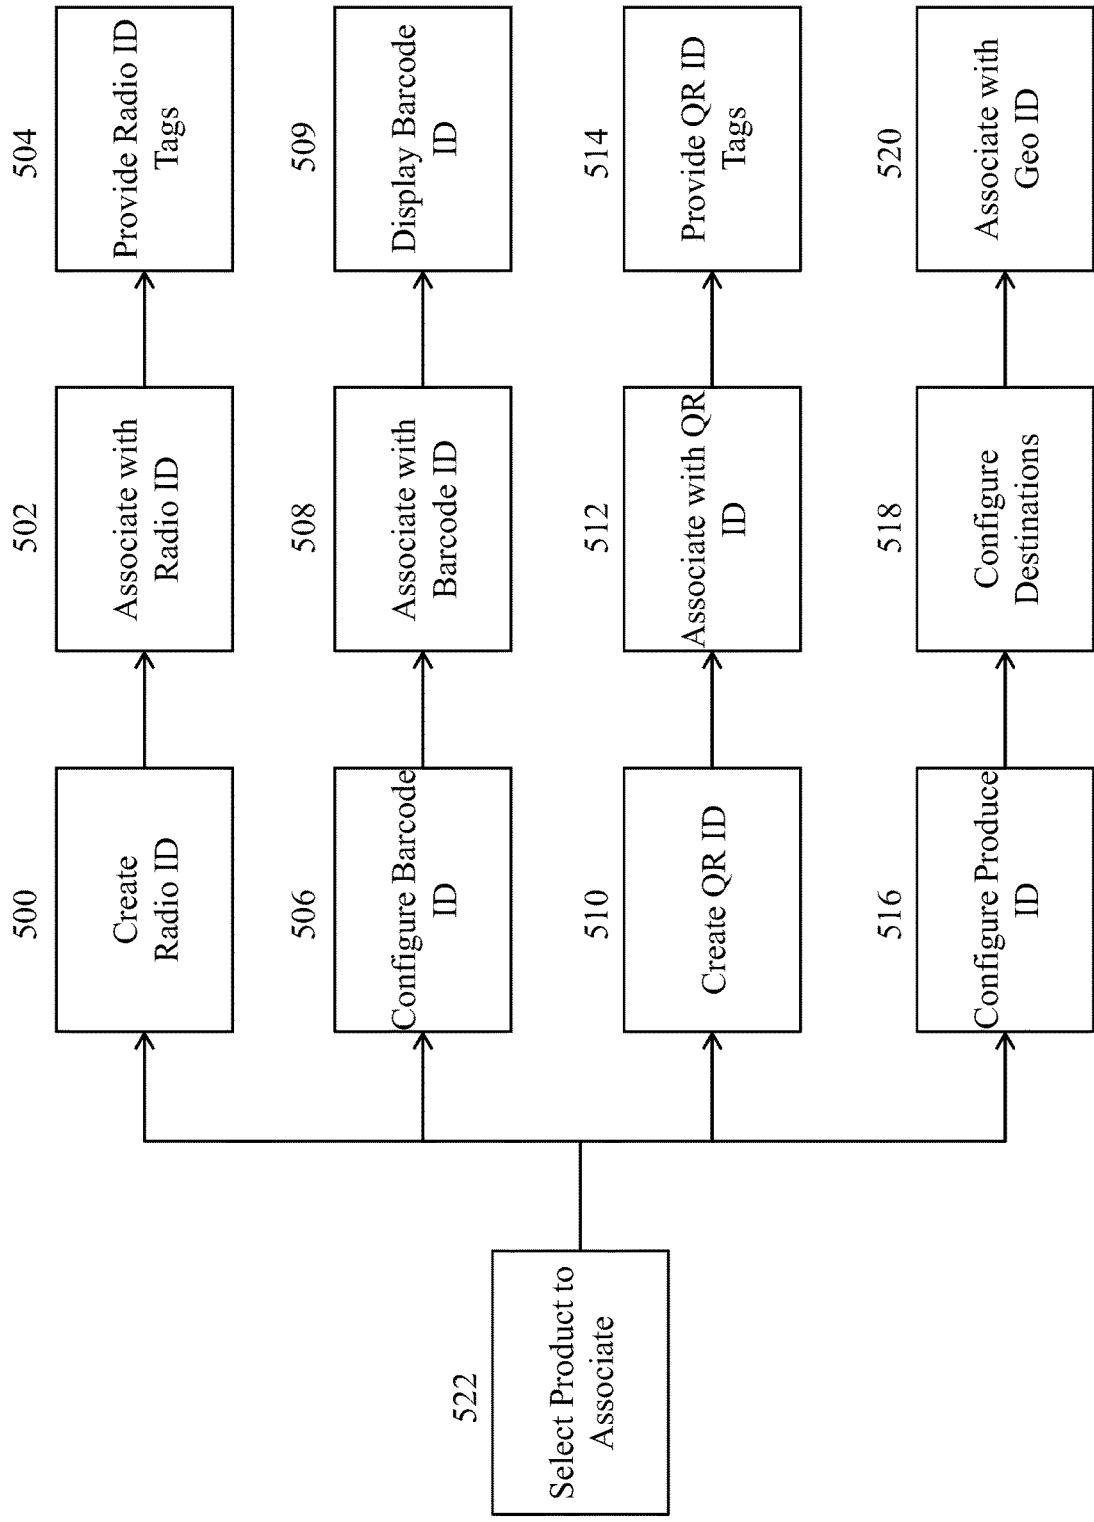 522
Select Product to
Associate
500
Create
Radio ID
502
Associate with
Radio ID
504
Provide Radio ID
Tags
506
Configure Barcode
ID
508
Associate with
Barcode ID
509
Display Barcode
ID
510
Create QR ID
512
Associate with QR
ID
514
Provide QR ID
Tags
516
Configure Produce
ID
518
Configure
Destinations
520
Associate with
Geo ID